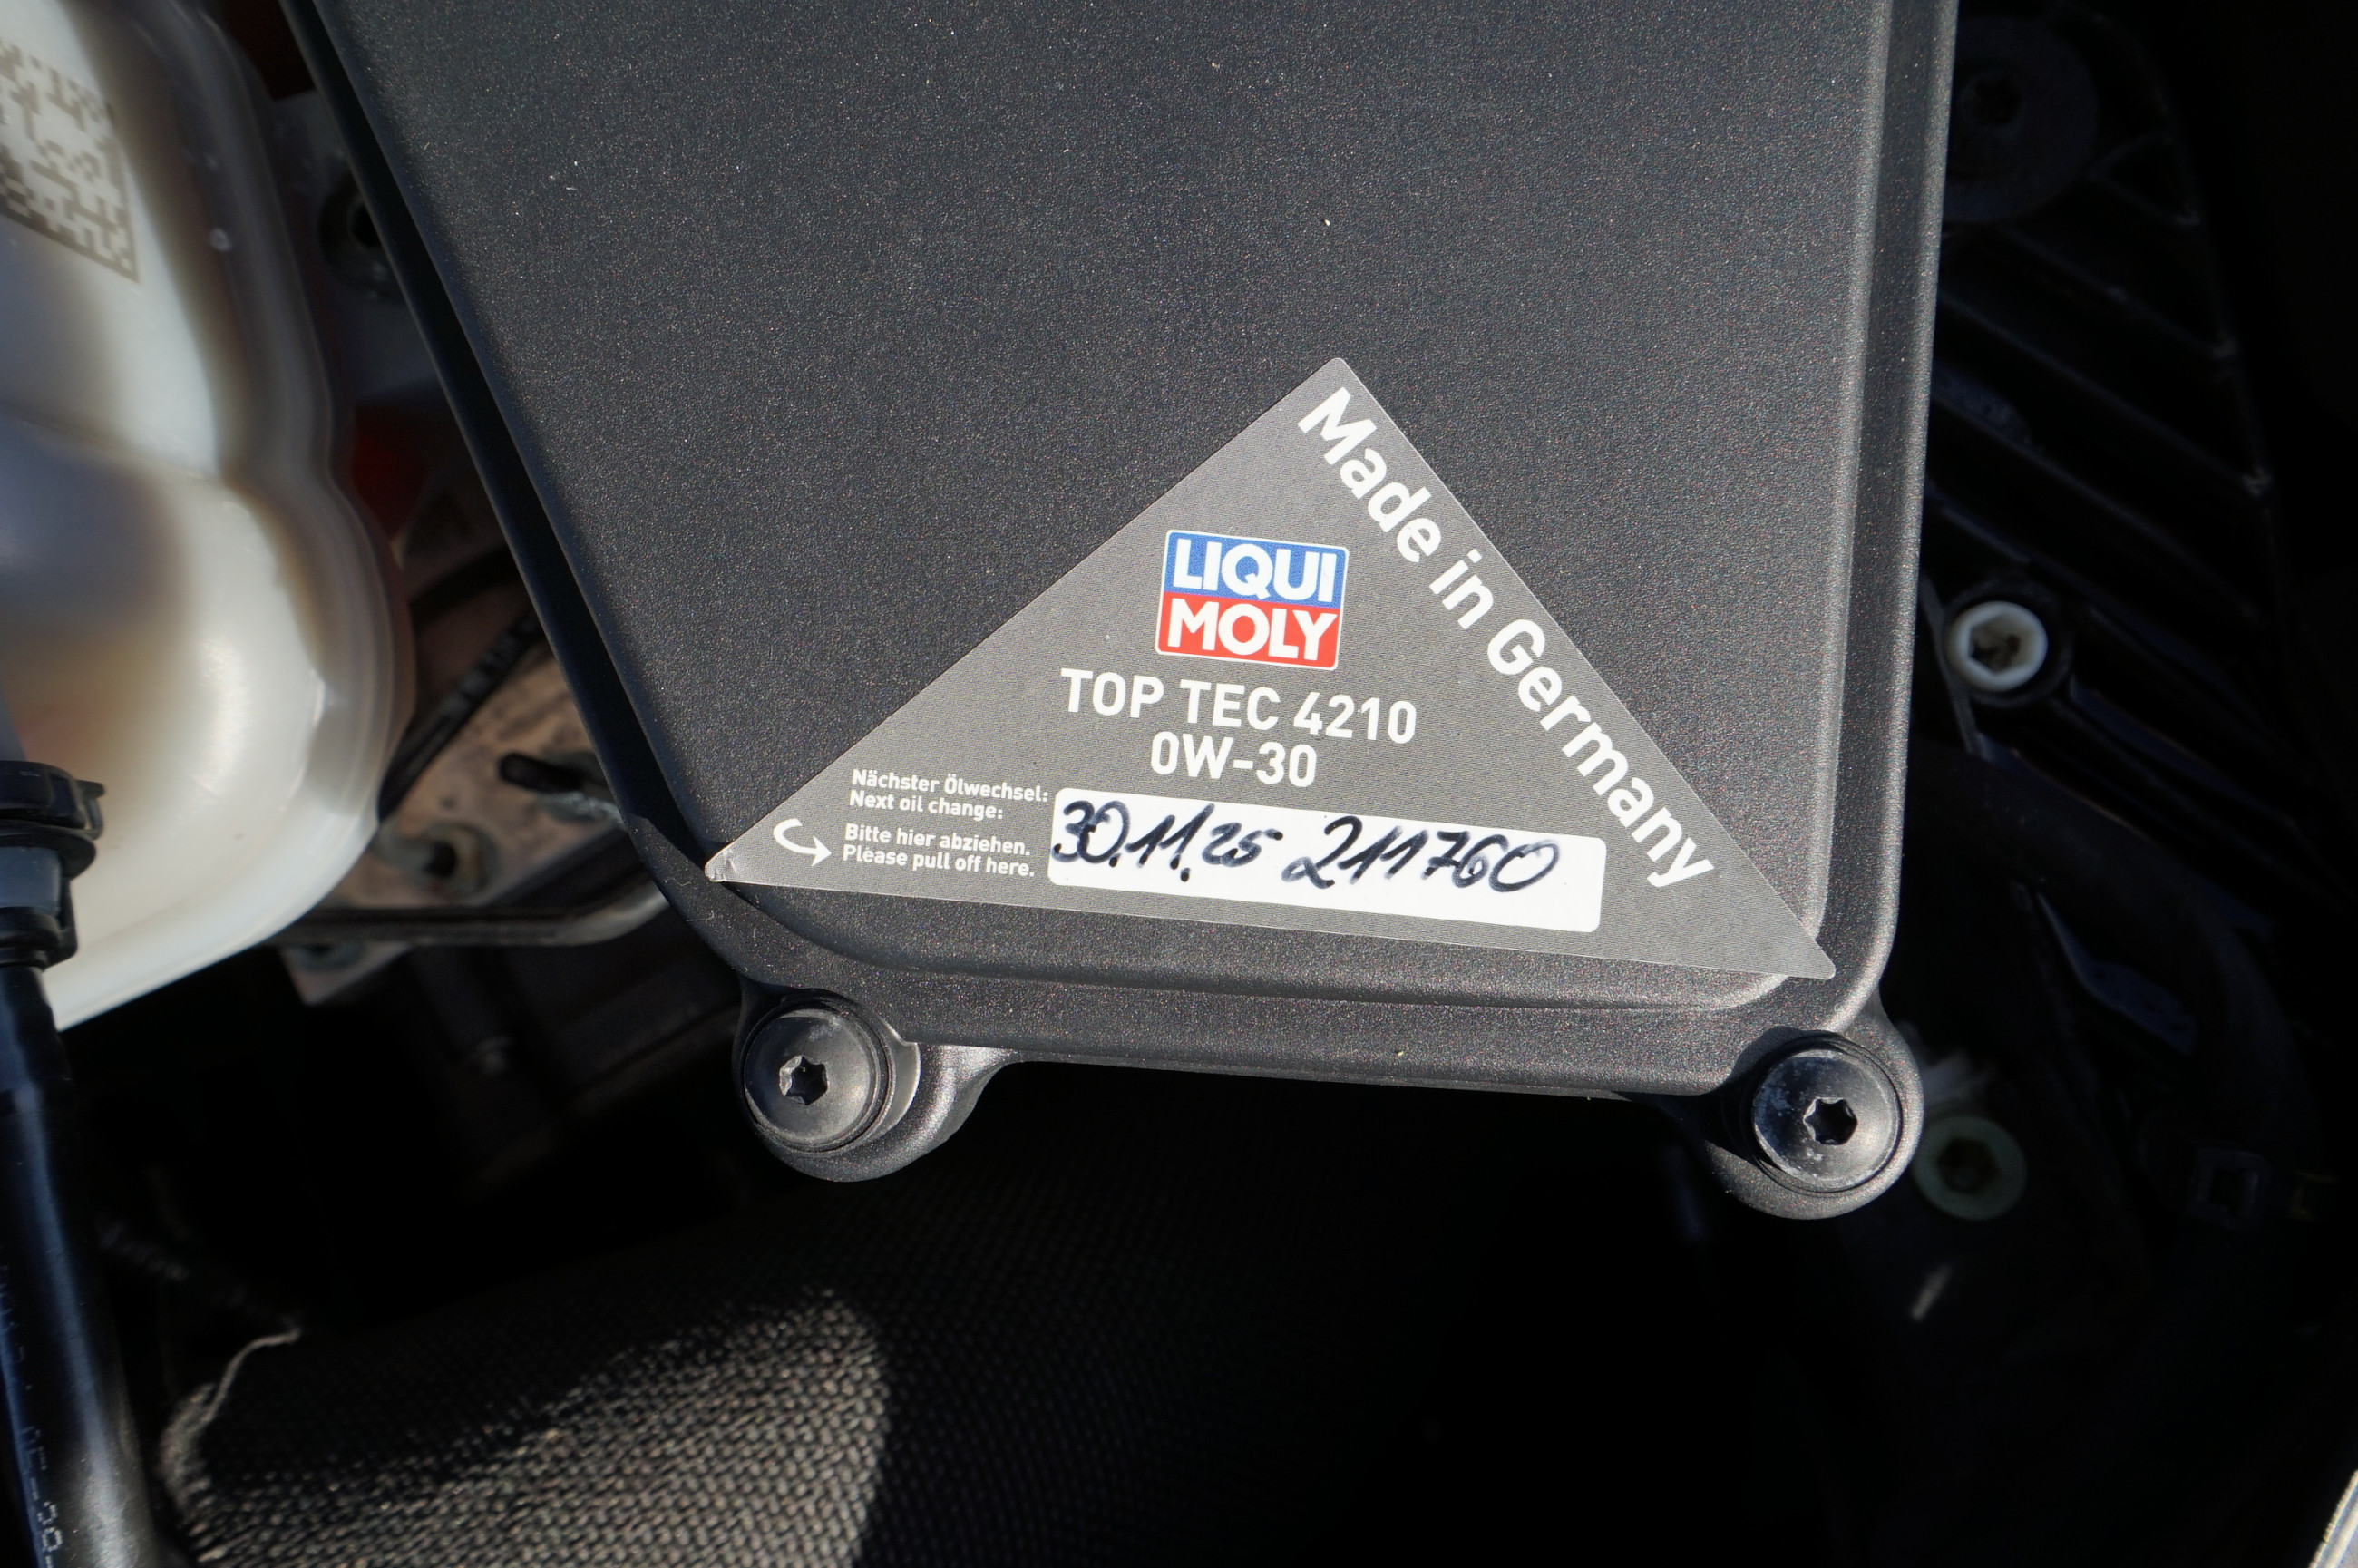 Made in Germany
LIQUI
MOLY
TOP TEC 4210
0W-30
Nächster Ölwechsel:
Next oil change:
30.11.25 211760
Bitte hier abziehen.
Please pull off here.